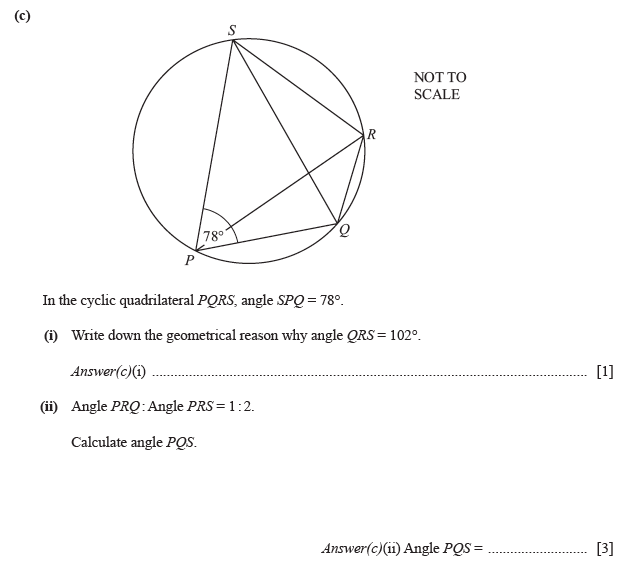 (c)
S
NOT TO
SCALE
R
78°
Q
P
In the cyclic quadrilateral PQRS, angle SPQ = 78°.
(i) Write down the geometrical reason why angle QRS = 102°.
Answer(c)(i) ........................................................................................................ [1]
(ii) Angle PRQ : Angle PRS = 1 : 2.
Calculate angle PQS.
Answer(c)(ii) Angle PQS = .......................... [3]